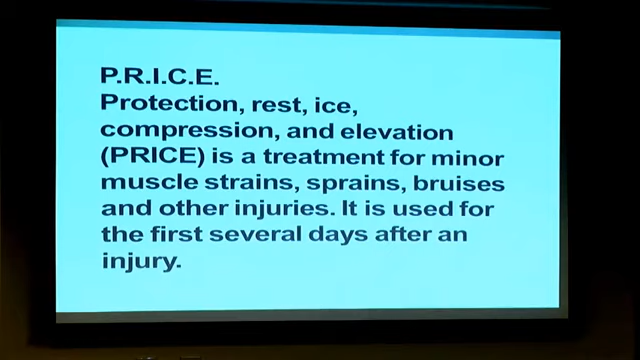 P.R.I.C.E.
Protection, rest, ice,
compression, and elevation
(PRICE) is a treatment for minor
muscle strains, sprains, bruises
and other injuries. It is used for
the first several days after an
injury.